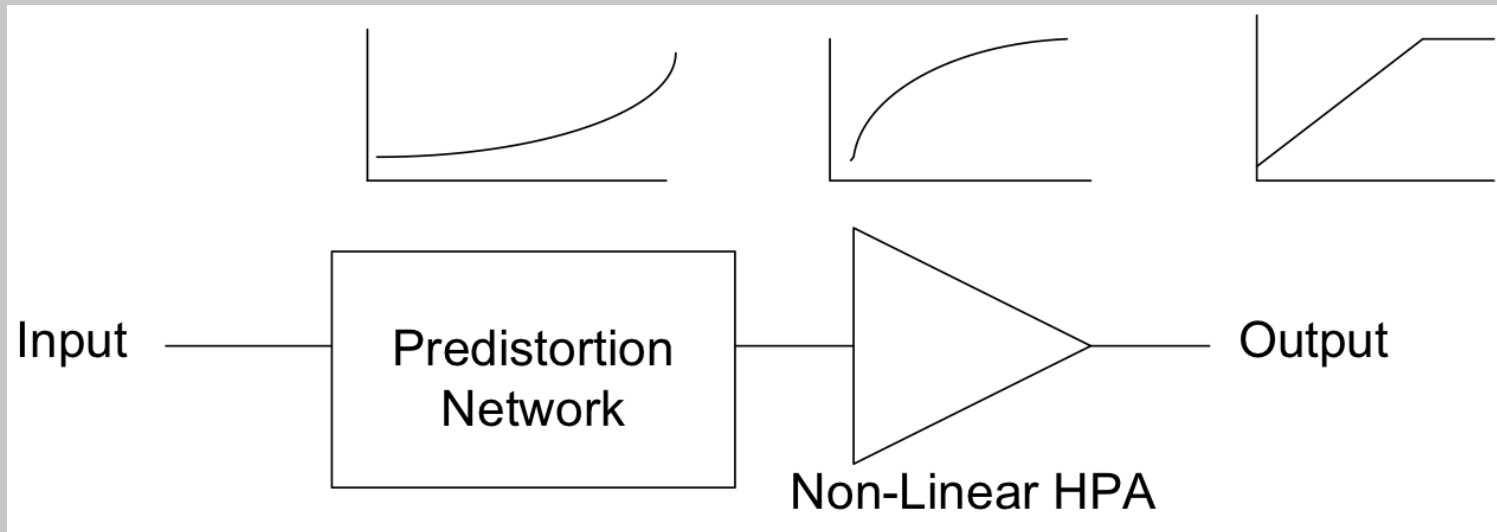 Input
Predistortion
Network
Output
Non-Linear HPA